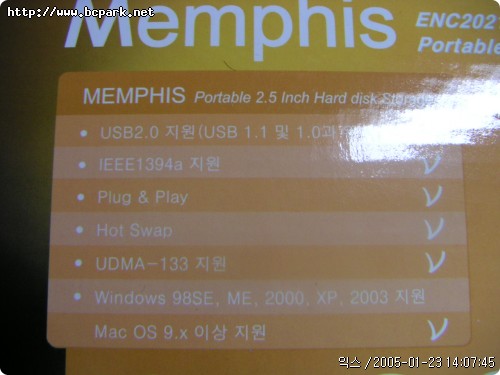 http://www.bcpark.net
Memphis
ENC202
Portable
MEMPHIS Portable 2.5 Inch Hard disk Storage
• USB2.0 지원(USB 1.1 및 1.0과
• IEEE1394a 지원 V
• Plug & Play V
• Hot Swap V
• UDMA-133 지원 V
• Windows 98SE, ME, 2000, XP, 2003 지원
Mac OS 9.x 이상 지원 V
익스 / 2005-01-23 14:07:45